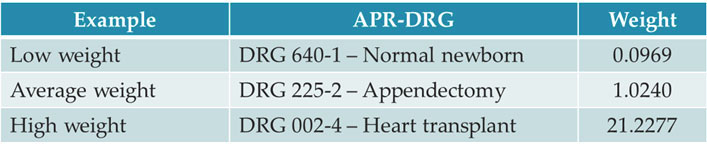 Example APR-DRG Weight
Low weight DRG 640-1 – Normal newborn 0.0969
Average weight DRG 225-2 – Appendectomy 1.0240
High weight DRG 002-4 – Heart transplant 21.2277